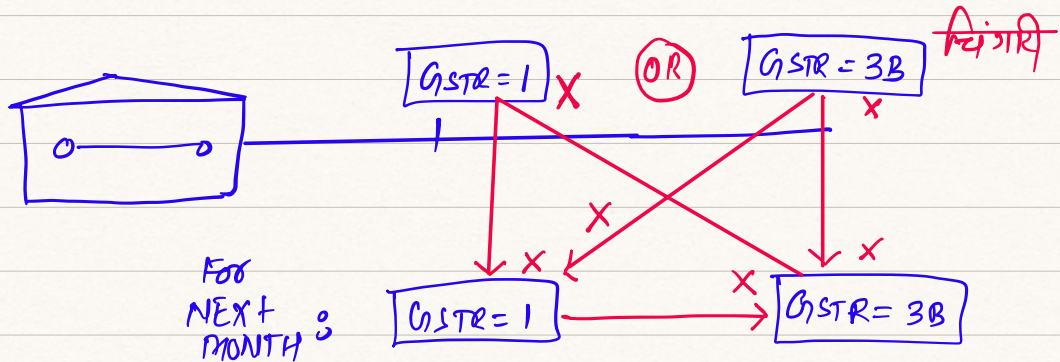 चिंगारी
GSTR = 1 X OR GSTR = 3B
X
X
X X
X
For
NEXT
MONTH :
GSTR = 1 GSTR = 3B